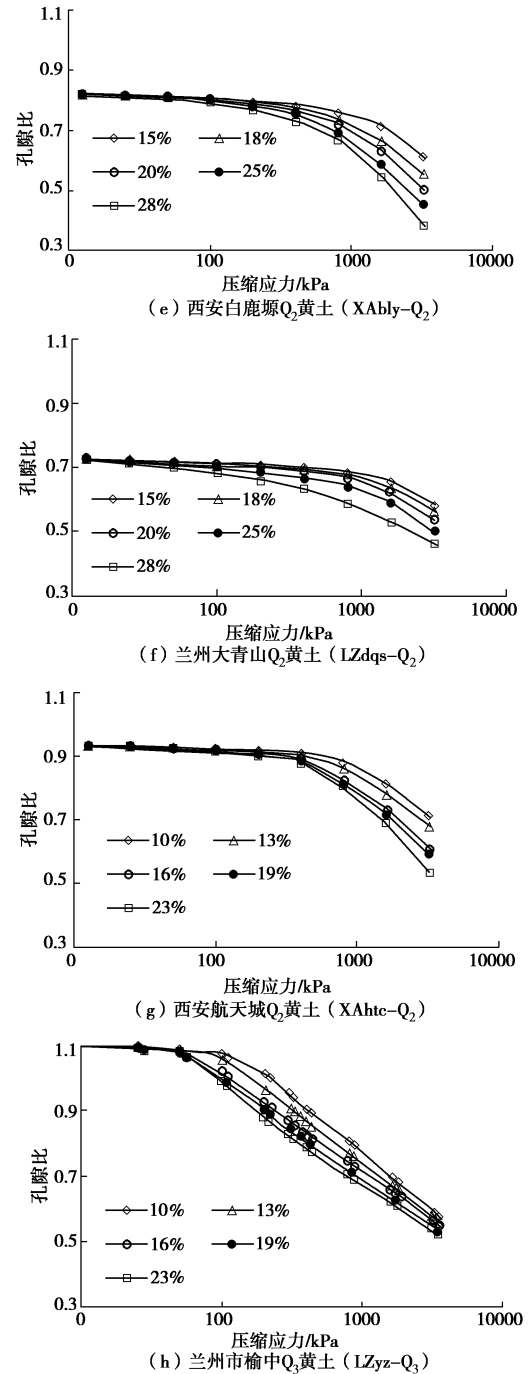 1.1
0.9
0.7
0.5
0.3
孔隙比
15% 18%
20% 25%
28%
0 100 1000 10000
压缩应力/kPa
（e）西安白鹿塬Q₂黄土（XAbly-Q₂）
1.1
0.9
0.7
0.5
0.3
孔隙比
15% 18%
20% 25%
28%
0 100 1000 10000
压缩应力/kPa
（f）兰州大青山Q₂黄土（LZdqs-Q₂）
1.1
0.9
0.7
0.5
0.3
孔隙比
10% 13%
16% 19%
23%
0 100 1000 10000
压缩应力/kPa
（g）西安航天城Q₂黄土（XAhtc-Q₂）
1.1
0.9
0.7
0.5
0.3
孔隙比
10% 13%
16% 19%
23%
0 100 1000 10000
压缩应力/kPa
（h）兰州市榆中Q₃黄土（LZyz-Q₃）